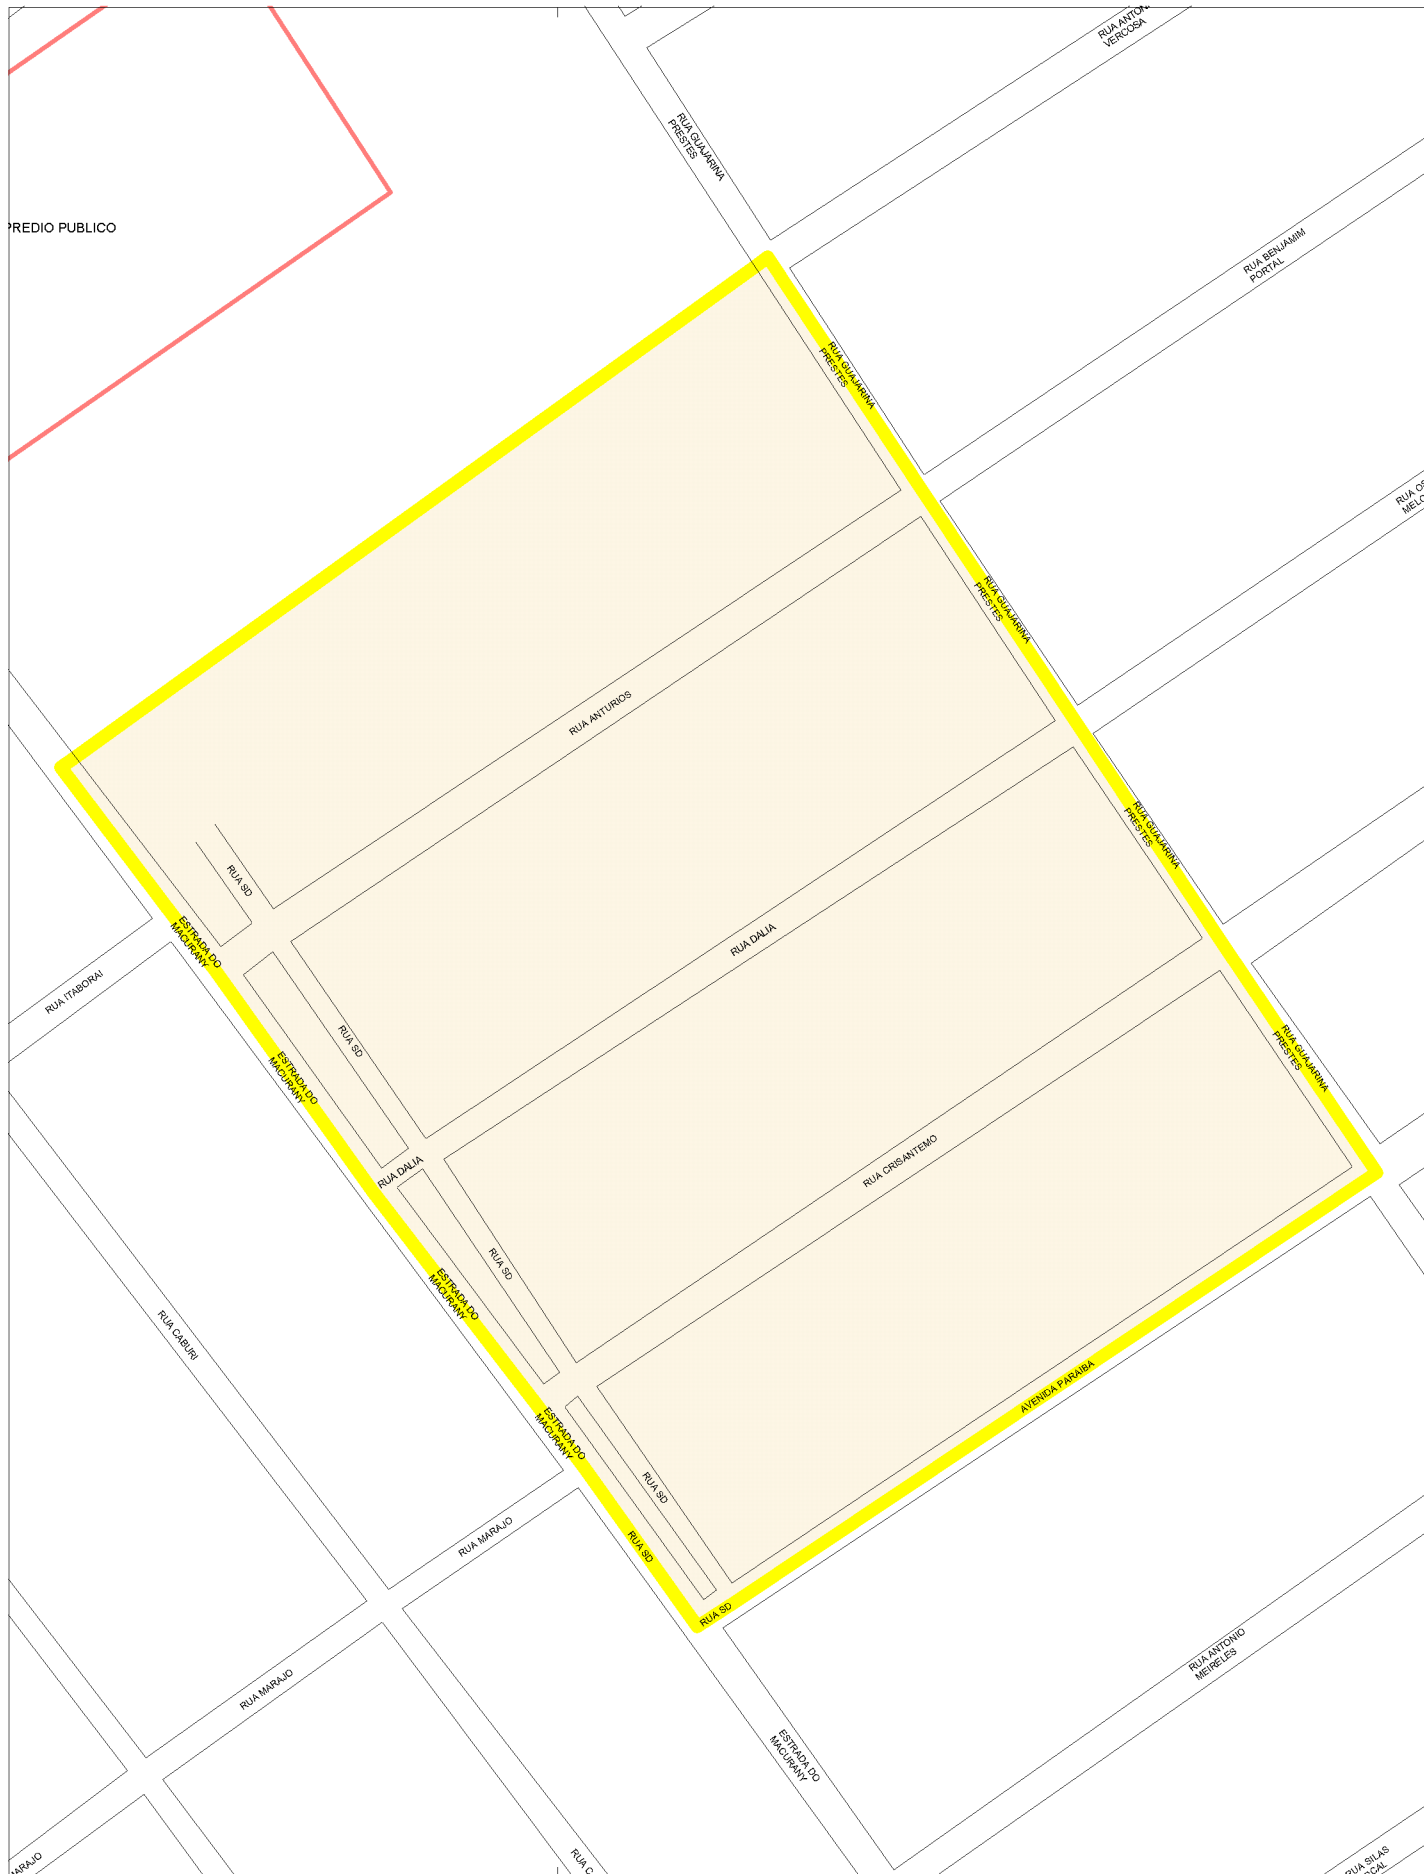 RUA GUAJARINA
PRESTES
PREDIO PUBLICO
VERCOSA
RUA BENJAMIM
PORTAL
RUA GUAJARINA
PRESTES
RUA GUAJARINA
PRESTES
RUA ANTURIOS
RUA GUAJARINA
PRESTES
RUA SD
ESTRADA DO
MACURANY
RUA DALIA
RUA ITABORAI
RUA SD
ESTRADA DO
MACURANY
RUA GUAJARINA
PRESTES
RUA DALIA
RUA CRISANTEMO
RUA SD
ESTRADA DO
MACURANY
RUA CABURI
AVENIDA PARAIBA
ESTRADA DO
MACURANY
RUA SD
RUA MARAJO
RUA SD
RUA SD
RUA ANTONIO
MEIRELES
RUA MARAJO
ESTRADA DO
MACURANY
RUA SILAS